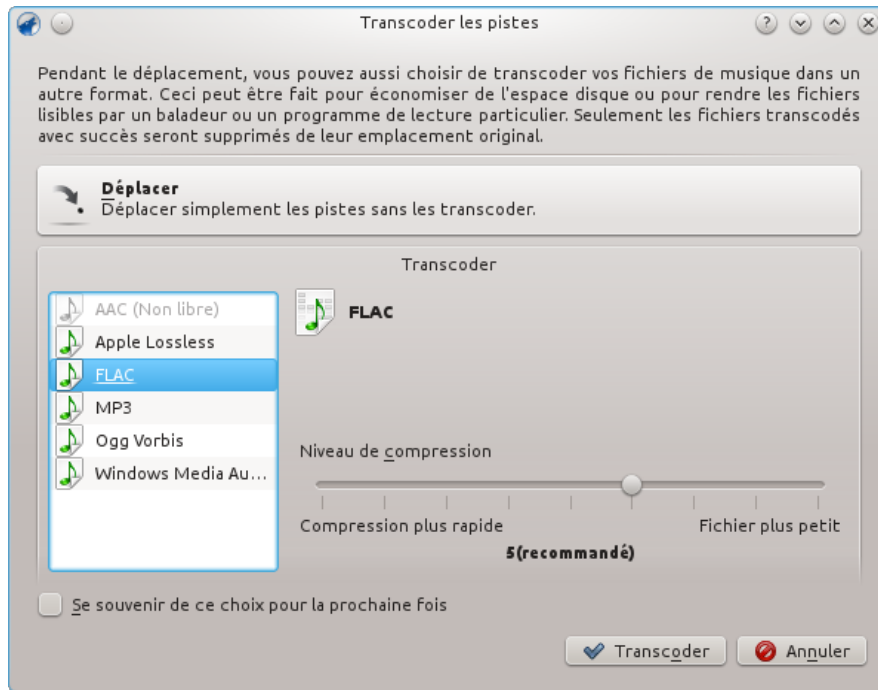 Transcoder les pistes
Pendant le déplacement, vous pouvez aussi choisir de transcoder vos fichiers de musique dans un
autre format. Ceci peut être fait pour économiser de l'espace disque ou pour rendre les fichiers
lisibles par un baladeur ou un programme de lecture particulier. Seulement les fichiers transcodés
avec succès seront supprimés de leur emplacement original.
Déplacer
Déplacer simplement les pistes sans les transcoder.
Transcoder
AAC (Non libre)
Apple Lossless
FLAC
MP3
Ogg Vorbis
Windows Media Au...
FLAC
Niveau de compression
Compression plus rapide
Fichier plus petit
5(recommandé)
Se souvenir de ce choix pour la prochaine fois
Transcoder
Annuler